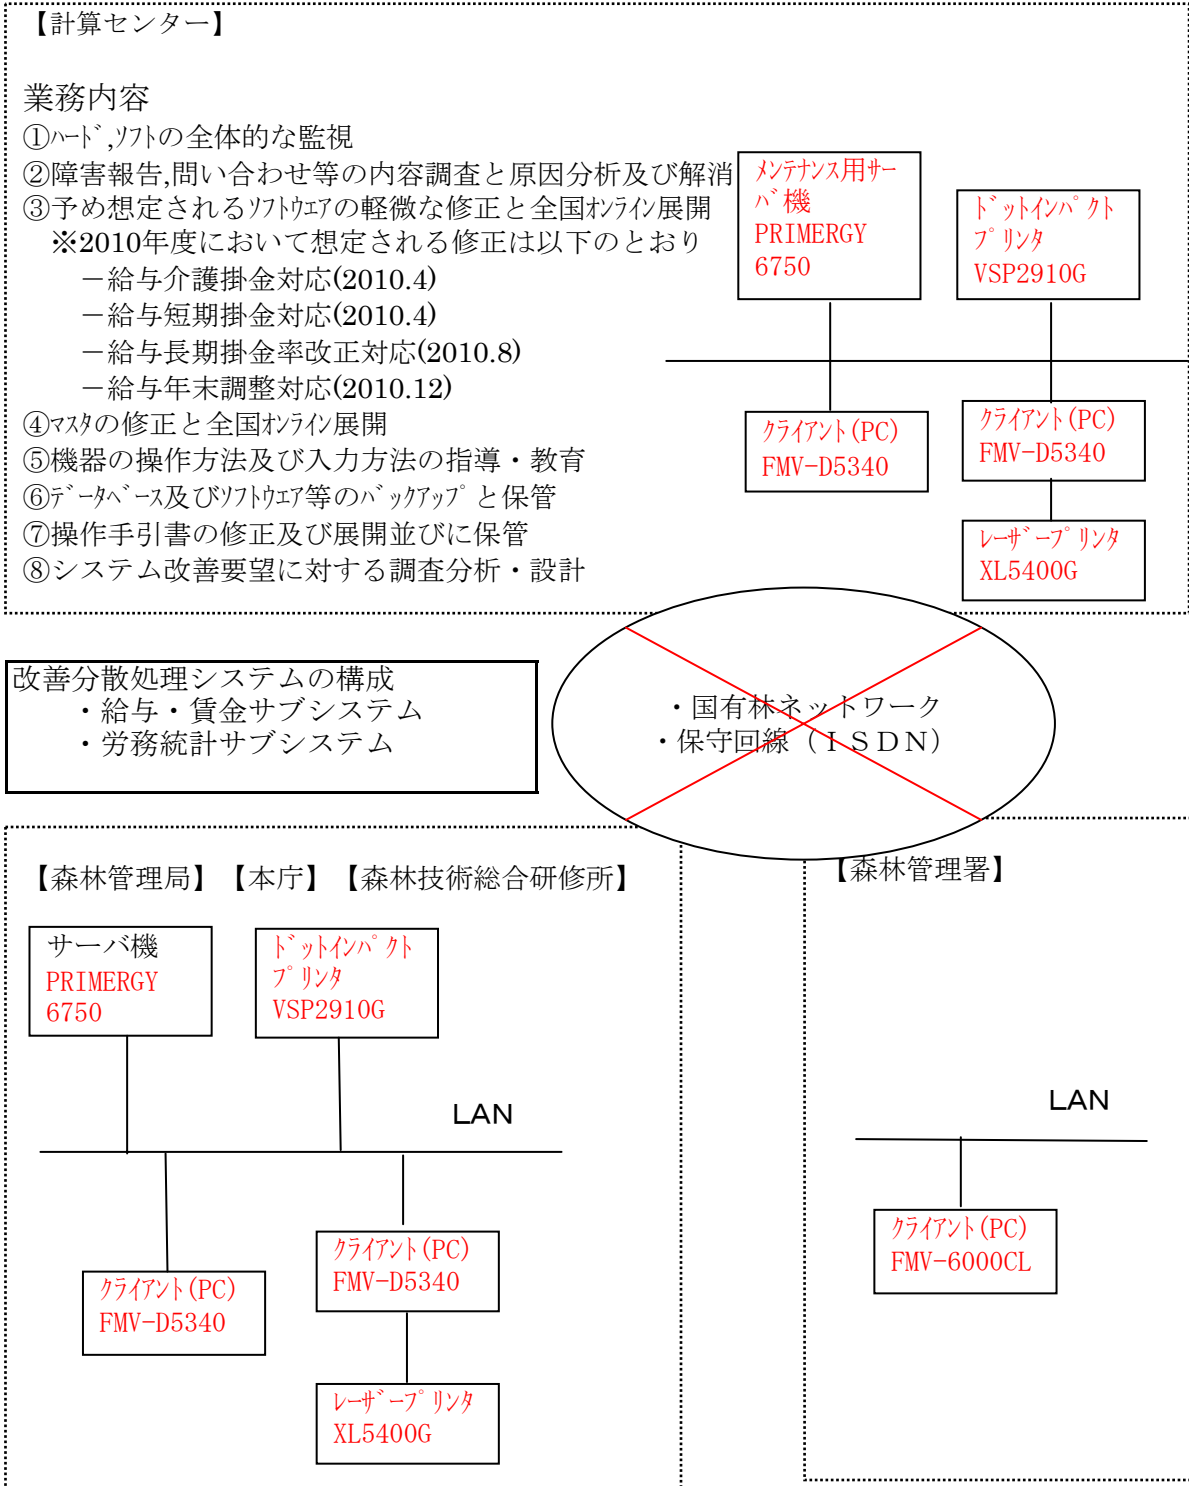 【計算センター】
業務内容
①ﾊｰﾄﾞ,ｿﾌﾄの全体的な監視
②障害報告,問い合わせ等の内容調査と原因分析及び解消
③予め想定されるｿﾌﾄｳｴｱの軽微な修正と全国ｵﾝﾗｲﾝ展開
※2010年度において想定される修正は以下のとおり
－給与介護掛金対応(2010.4)
－給与短期掛金対応(2010.4)
－給与長期掛金率改正対応(2010.8)
－給与年末調整対応(2010.12)
④ﾏｽﾀの修正と全国ｵﾝﾗｲﾝ展開
⑤機器の操作方法及び入力方法の指導・教育
⑥ﾃﾞｰﾀﾍﾞｰｽ及びｿﾌﾄｳｴｱ等のﾊﾞｯｸｱｯﾌﾟと保管
⑦操作手引書の修正及び展開並びに保管
⑧システム改善要望に対する調査分析・設計
ﾒﾝﾃﾅﾝｽ用ｻｰ
ﾊﾞ機
PRIMERGY
6750
ﾄﾞｯﾄｲﾝﾊﾟｸﾄ
ﾌﾟﾘﾝﾀ
VSP2910G
ｸﾗｲｱﾝﾄ(PC)
FMV-D5340
ｸﾗｲｱﾝﾄ(PC)
FMV-D5340
ﾚｰｻﾞｰﾌﾟﾘﾝﾀ
XL5400G
改善分散処理システムの構成
・給与・賃金サブシステム
・労務統計サブシステム
・国有林ネットワーク
・保守回線（ＩＳＤＮ）
【森林管理局】【本庁】【森林技術総合研修所】
サーバ機
PRIMERGY
6750
ﾄﾞｯﾄｲﾝﾊﾟｸﾄ
ﾌﾟﾘﾝﾀ
VSP2910G
LAN
ｸﾗｲｱﾝﾄ(PC)
FMV-D5340
ｸﾗｲｱﾝﾄ(PC)
FMV-D5340
ﾚｰｻﾞｰﾌﾟﾘﾝﾀ
XL5400G
【森林管理署】
LAN
ｸﾗｲｱﾝﾄ(PC)
FMV-6000CL